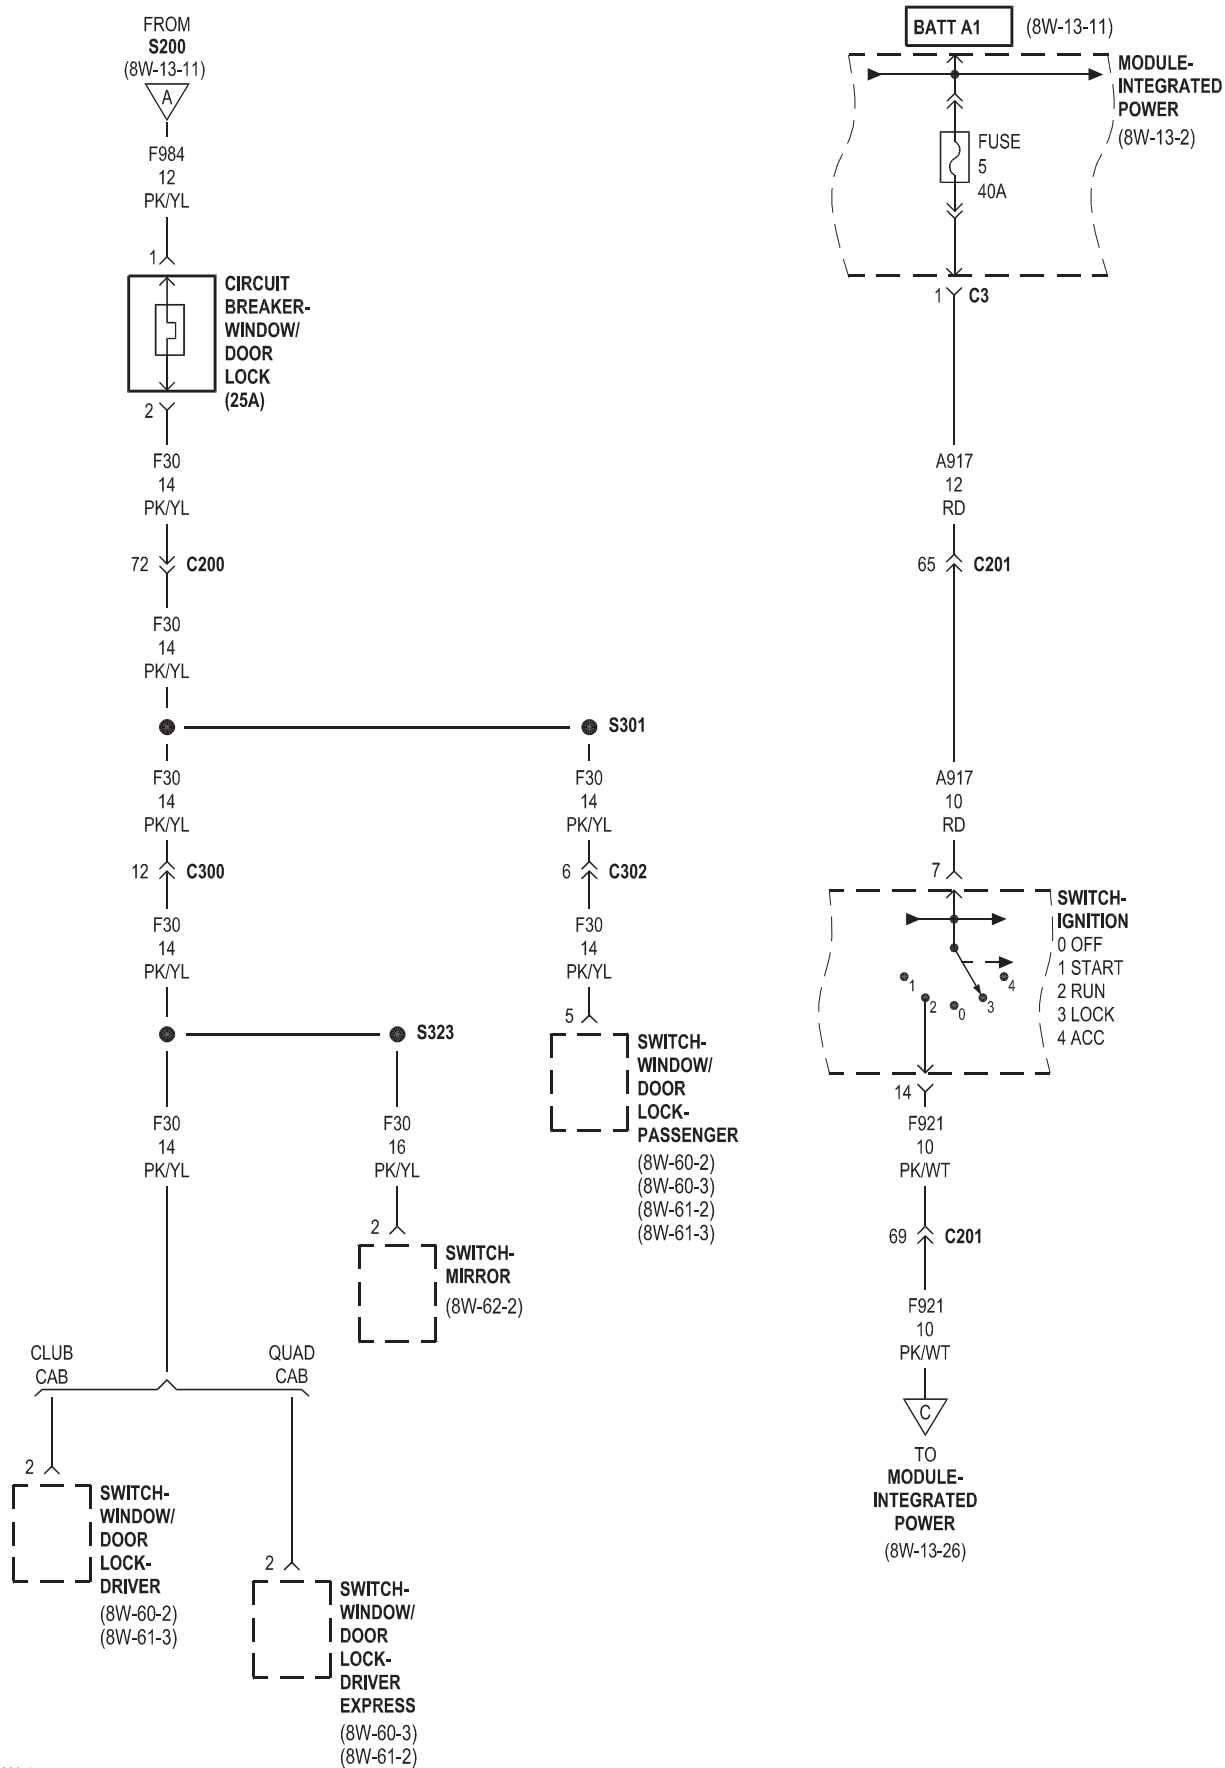 FROM
S200
(8W-13-11)
A
F984
12
PK/YL
1
CIRCUIT
BREAKER-
WINDOW/
DOOR
LOCK
(25A)
2
F30
14
PK/YL
72
C200
F30
14
PK/YL
S301
F30
14
PK/YL
12
C300
F30
14
PK/YL
S323
F30
14
PK/YL
F30
16
PK/YL
2
SWITCH-
MIRROR
(8W-62-2)
F30
14
PK/YL
6
C302
F30
14
PK/YL
5
SWITCH-
WINDOW/
DOOR
LOCK-
PASSENGER
(8W-60-2)
(8W-60-3)
(8W-61-2)
(8W-61-3)
CLUB
CAB
QUAD
CAB
2
SWITCH-
WINDOW/
DOOR
LOCK-
DRIVER
(8W-60-2)
(8W-61-3)
2
SWITCH-
WINDOW/
DOOR
LOCK-
DRIVER
EXPRESS
(8W-60-3)
(8W-61-2)
BATT A1
(8W-13-11)
MODULE-
INTEGRATED
POWER
(8W-13-2)
FUSE
5
40A
1
C3
A917
12
RD
65
C201
A917
10
RD
7
SWITCH-
IGNITION
0 OFF
1 START
2 RUN
3 LOCK
4 ACC
1
2
0
3
4
14
F921
10
PK/WT
69
C201
F921
10
PK/WT
C
TO
MODULE-
INTEGRATED
POWER
(8W-13-26)